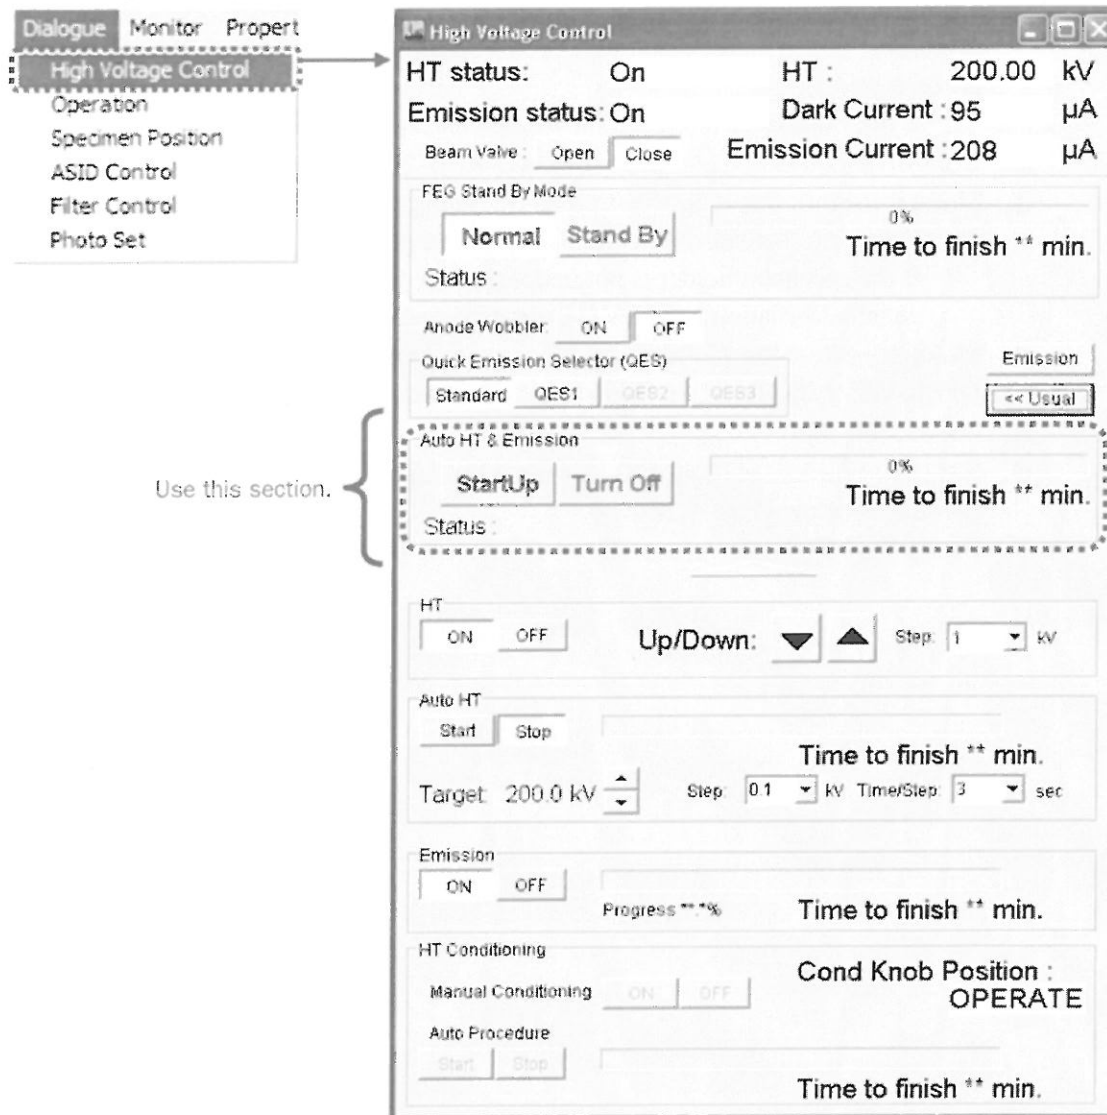 Dialogue Monitor Propert
High Voltage Control
Operation
Specimen Position
ASID Control
Filter Control
Photo Set
Use this section.
High Voltage Control
HT status: On HT : 200.00 kV
Emission status: On Dark Current : 95 µA
Beam Valve : Open Close Emission Current : 208 µA
FEG Stand By Mode
0%
Normal Stand By
Time to finish ** min.
Status :
Anode Wobbler: ON OFF
Quick Emission Selector (QES) Emission
Standard QES1 QES2 QES3 << Usual
Auto HT & Emission
0%
StartUp Turn Off
Time to finish ** min.
Status :
HT
ON OFF Up/Down: Step: 1 kV
Auto HT
Start Stop
Time to finish ** min.
Target: 200.0 kV Step: 0.1 kV Time/Step: 3 sec
Emission
ON OFF
Progress **.*% Time to finish ** min.
HT Conditioning
Cond Knob Position :
Manual Conditioning ON OFF OPERATE
Auto Procedure
Start Stop
Time to finish ** min.